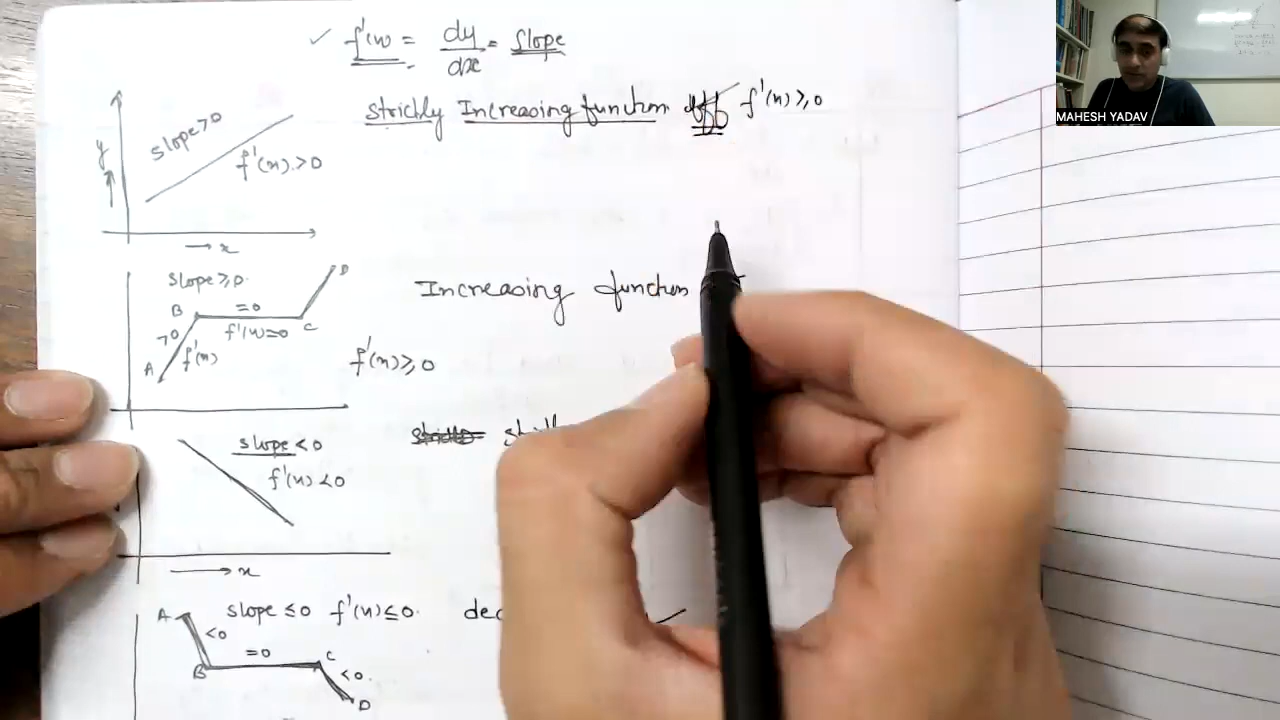 ✓ f'(x) = dy/dx = slope
strictly Increasing function iff f'(x) ≥ 0
slope > 0
f'(x) > 0
y
→ x
slope ≥ 0
B = 0 C D
f'(x) = 0
> 0
f'(x)
A
Increasing function
f'(x) ≥ 0
slope < 0
f'(x) < 0
→ x
A slope ≤ 0 f'(x) ≤ 0
< 0
= 0
B C
< 0
D
MAHESH YADAV